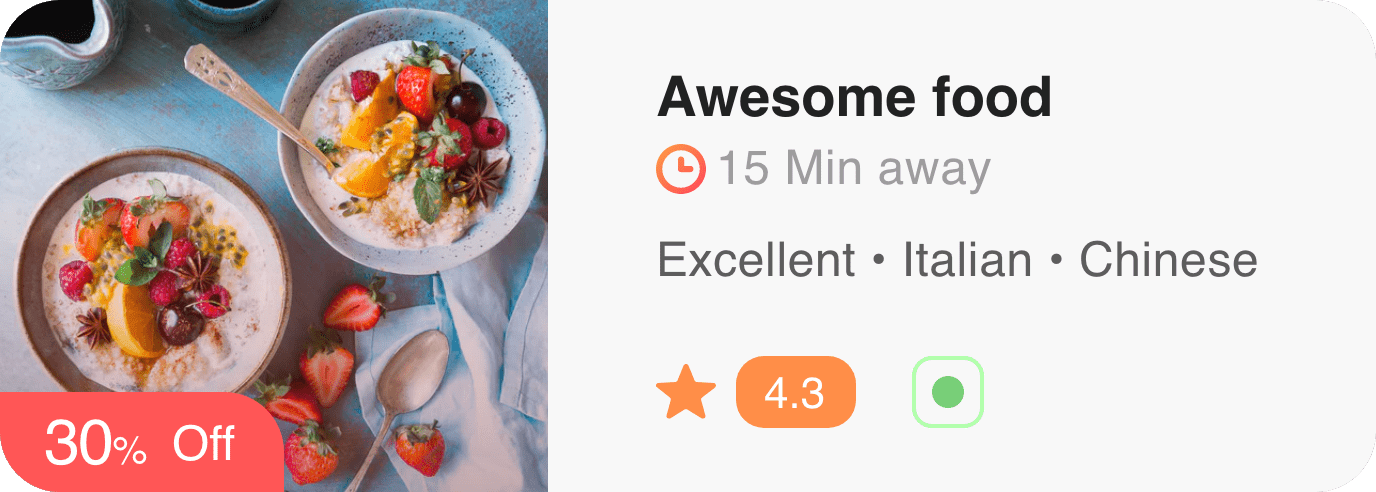 Awesome food
15 Min away
Excellent • Italian • Chinese
4.3
30% Off